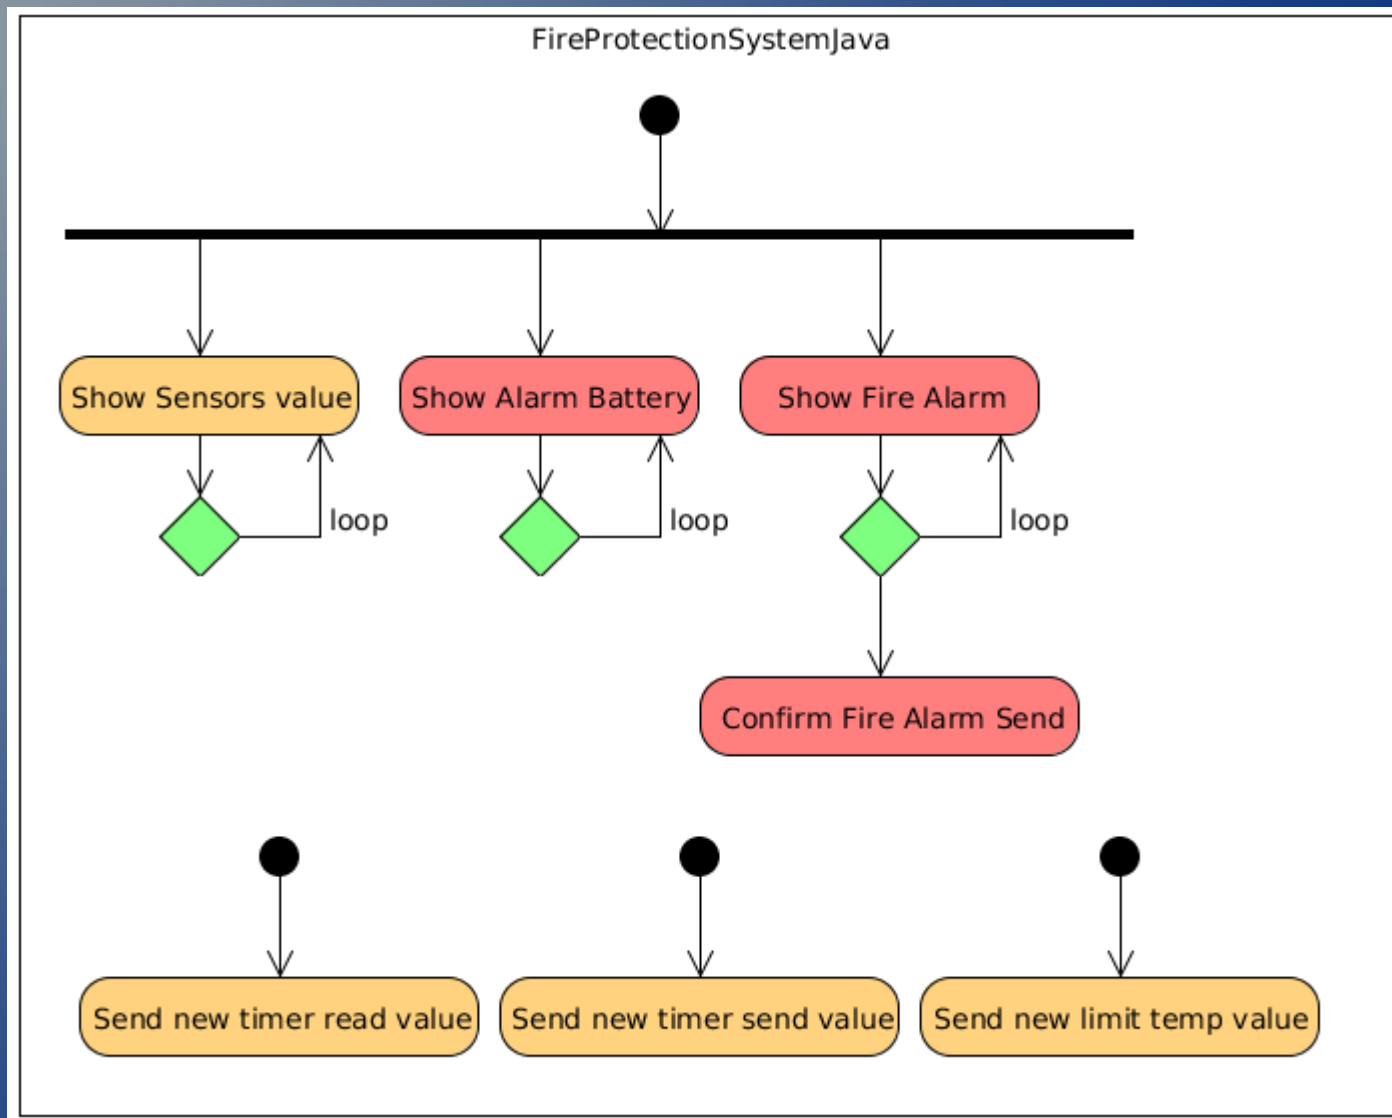 FireProtectionSystemJava
Show Sensors value
Show Alarm Battery
Show Fire Alarm
loop
loop
loop
Confirm Fire Alarm Send
Send new timer read value
Send new timer send value
Send new limit temp value